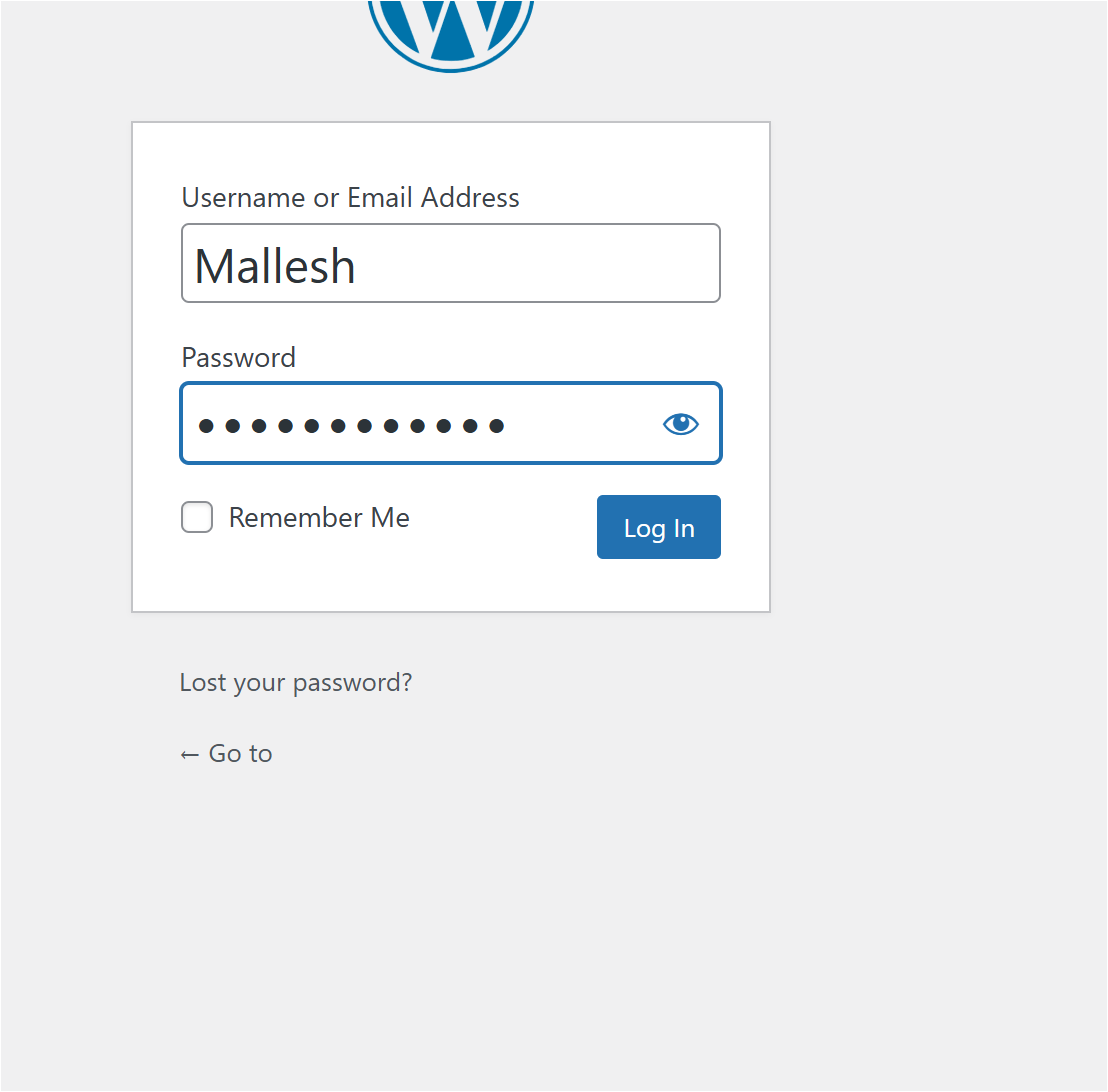 Username or Email Address
Mallesh
Password
●●●●●●●●●●●●
Remember Me
Log In
Lost your password?
← Go to